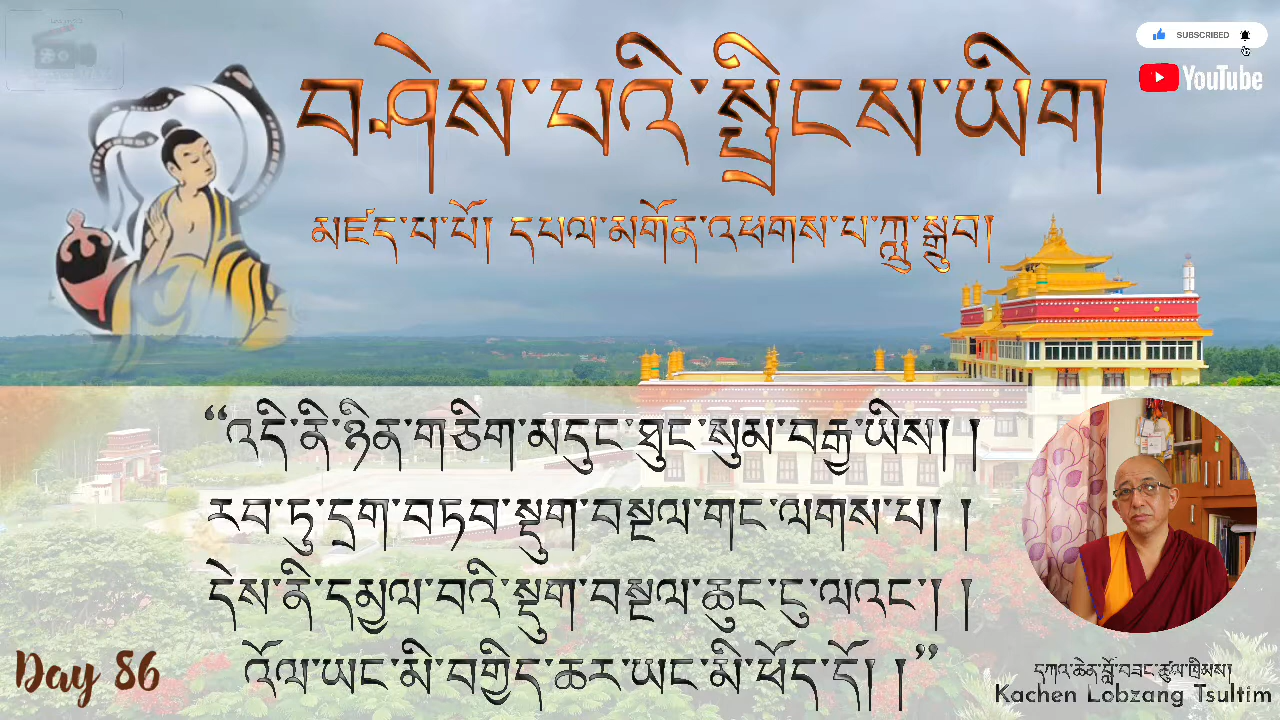 བཤེས་པའི་སྤྲིངས་ཡིག
SUBSCRIBED
YouTube
མཛད་པ་པོ། དཔལ་མགོན་འཕགས་པ་ཀླུ་སྒྲུབ།
“འདི་ནི་ཉིན་གཅིག་མདུང་ཐུང་སུམ་བརྒྱ་ཡིས། །
རབ་ཏུ་དྲག་བཏབ་སྡུག་བསྔལ་གང་ལགས་པ། །
དེས་ནི་དམྱལ་བའི་སྡུག་བསྔལ་ཆུང་ངུ་ལའང་། །
འོལ་ཡང་མི་བགྱིད་ཆར་ཡང་མི་ཕོད་དོ། །”
Day 86
དཀའ་ཆེན་བློ་བཟང་ཚུལ་ཁྲིམས།
Kachen Lobzang Tsultim